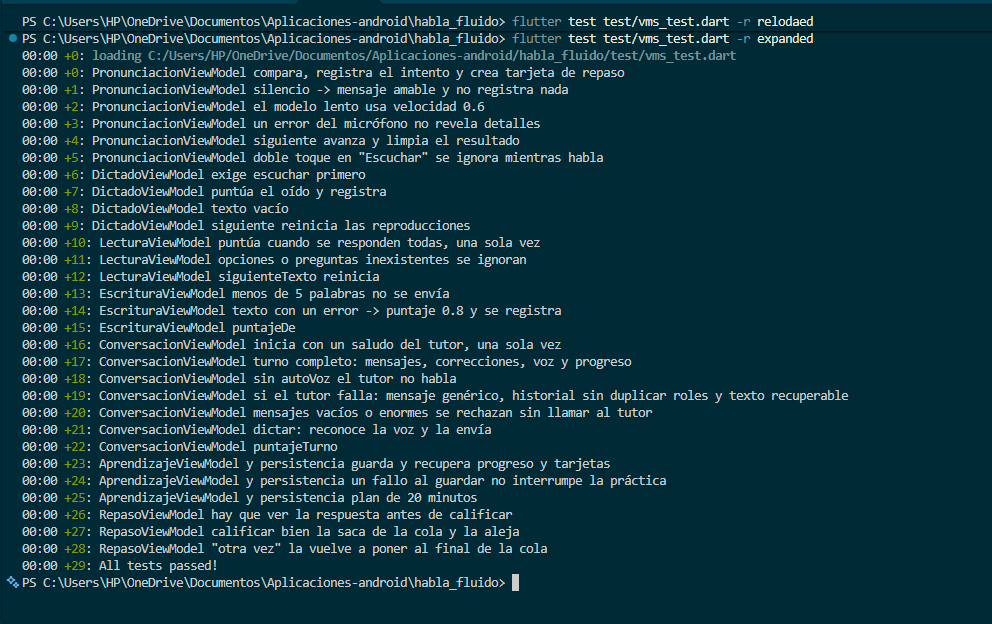 PS C:\Users\HP\OneDrive\Documentos\Aplicaciones-android\habla_fluido> flutter test test/vms_test.dart -r relodaed
PS C:\Users\HP\OneDrive\Documentos\Aplicaciones-android\habla_fluido> flutter test test/vms_test.dart -r expanded
00:00 +0: loading C:/Users/HP/OneDrive/Documentos/Aplicaciones-android/habla_fluido/test/vms_test.dart
00:00 +0: PronunciacionViewModel compara, registra el intento y crea tarjeta de repaso
00:00 +1: PronunciacionViewModel silencio -> mensaje amable y no registra nada
00:00 +2: PronunciacionViewModel el modelo lento usa velocidad 0.6
00:00 +3: PronunciacionViewModel un error del micrófono no revela detalles
00:00 +4: PronunciacionViewModel siguiente avanza y limpia el resultado
00:00 +5: PronunciacionViewModel doble toque en "Escuchar" se ignora mientras habla
00:00 +6: DictadoViewModel exige escuchar primero
00:00 +7: DictadoViewModel puntúa el oído y registra
00:00 +8: DictadoViewModel texto vacío
00:00 +9: DictadoViewModel siguiente reinicia las reproducciones
00:00 +10: LecturaViewModel puntúa cuando se responden todas, una sola vez
00:00 +11: LecturaViewModel opciones o preguntas inexistentes se ignoran
00:00 +12: LecturaViewModel siguienteTexto reinicia
00:00 +13: EscrituraViewModel menos de 5 palabras no se envía
00:00 +14: EscrituraViewModel texto con un error -> puntaje 0.8 y se registra
00:00 +15: EscrituraViewModel puntajeDe
00:00 +16: ConversacionViewModel inicia con un saludo del tutor, una sola vez
00:00 +17: ConversacionViewModel turno completo: mensajes, correcciones, voz y progreso
00:00 +18: ConversacionViewModel sin autoVoz el tutor no habla
00:00 +19: ConversacionViewModel si el tutor falla: mensaje genérico, historial sin duplicar roles y texto recuperable
00:00 +20: ConversacionViewModel mensajes vacíos o enormes se rechazan sin llamar al tutor
00:00 +21: ConversacionViewModel dictar: reconoce la voz y la envía
00:00 +22: ConversacionViewModel puntajeTurno
00:00 +23: AprendizajeViewModel y persistencia guarda y recupera progreso y tarjetas
00:00 +24: AprendizajeViewModel y persistencia un fallo al guardar no interrumpe la práctica
00:00 +25: AprendizajeViewModel y persistencia plan de 20 minutos
00:00 +26: RepasoViewModel hay que ver la respuesta antes de calificar
00:00 +27: RepasoViewModel calificar bien la saca de la cola y la aleja
00:00 +28: RepasoViewModel "otra vez" la vuelve a poner al final de la cola
00:00 +29: All tests passed!
PS C:\Users\HP\OneDrive\Documentos\Aplicaciones-android\habla_fluido>